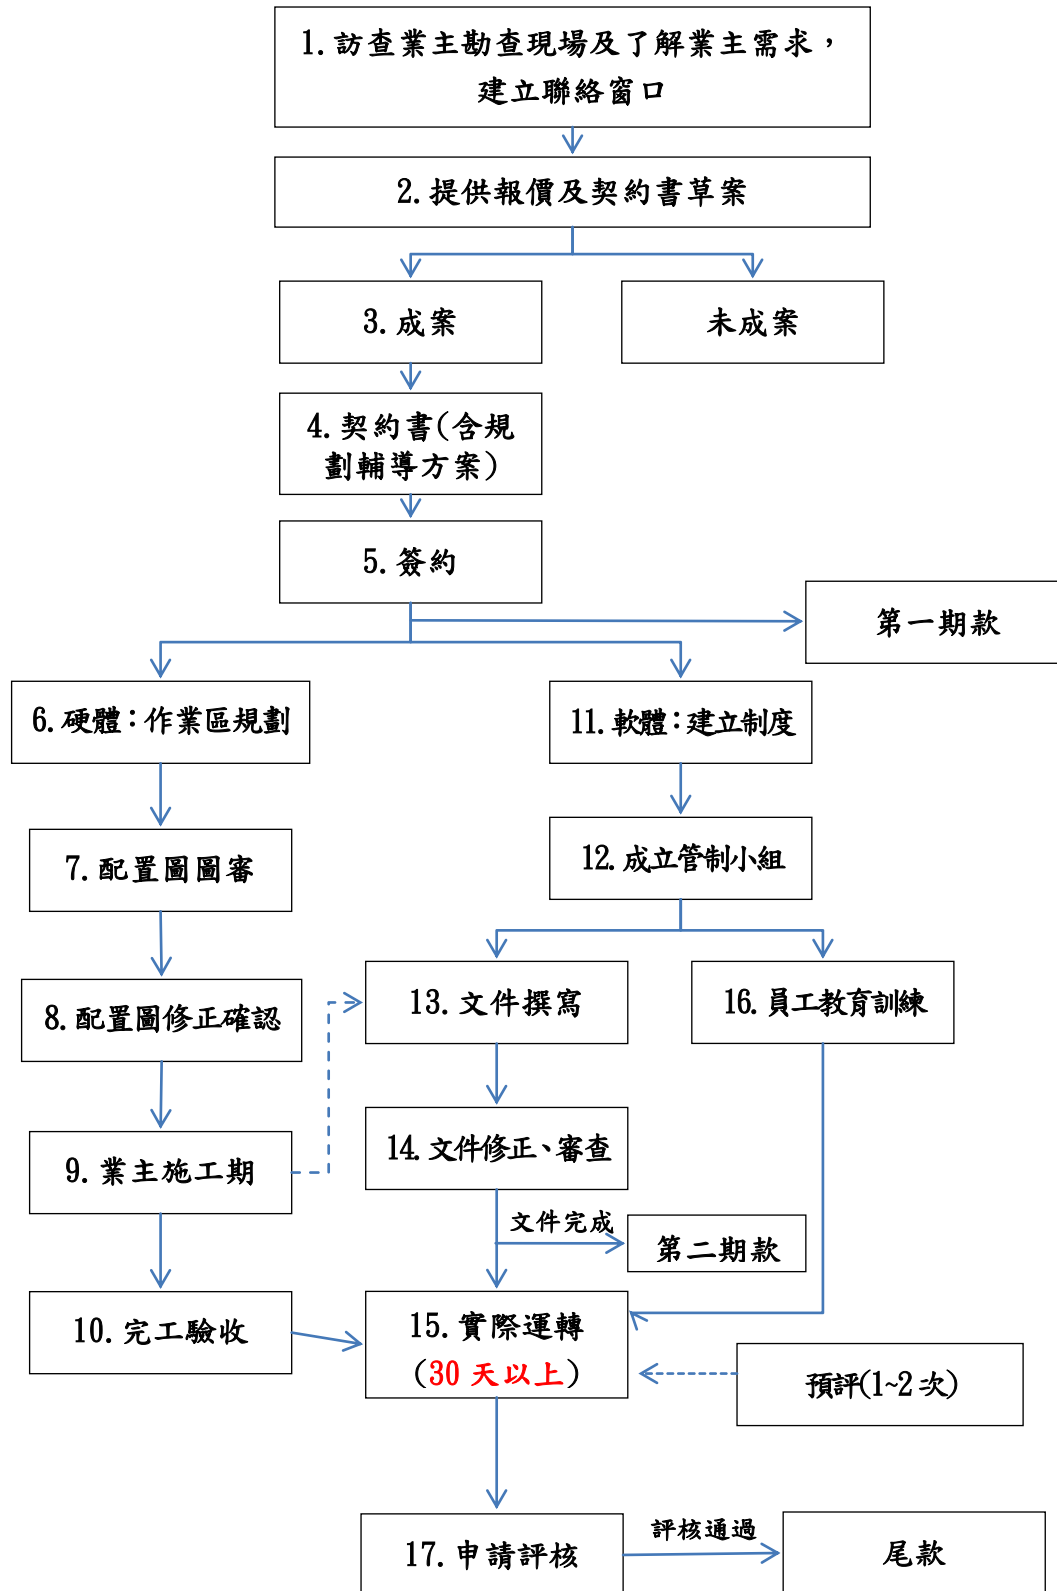 1.訪查業主勘查現場及了解業主需求，
建立聯絡窗口
2.提供報價及契約書草案
3.成案
未成案
4.契約書(含規
劃輔導方案)
5.簽約
第一期款
6.硬體：作業區規劃
11.軟體：建立制度
7.配置圖圖審
12.成立管制小組
8.配置圖修正確認
13.文件撰寫
16.員工教育訓練
9.業主施工期
14.文件修正、審查
文件完成
第二期款
10.完工驗收
15.實際運轉
(30天以上)
預評(1~2次)
17.申請評核
評核通過
尾款